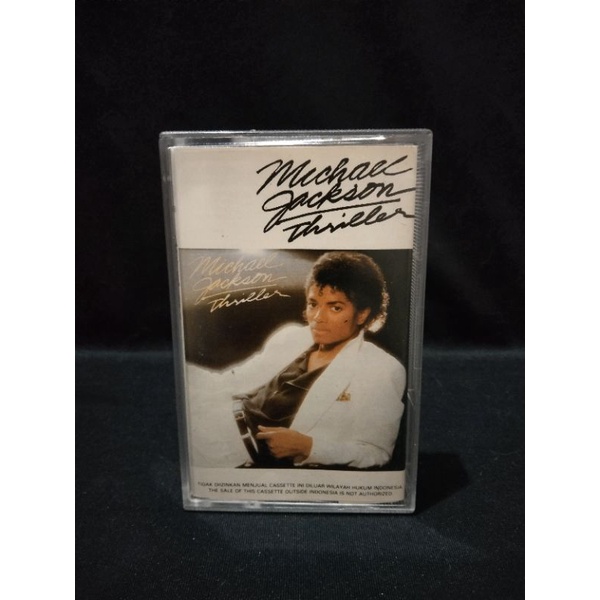 Michael
Jackson
Thriller
Michael
Jackson
Thriller
TIDAK DIIZINKAN MENJUAL CASSETTE INI DILUAR WILAYAH HUKUM INDONESIA
THE SALE OF THIS CASSETTE OUTSIDE INDONESIA IS NOT AUTHORIZED.